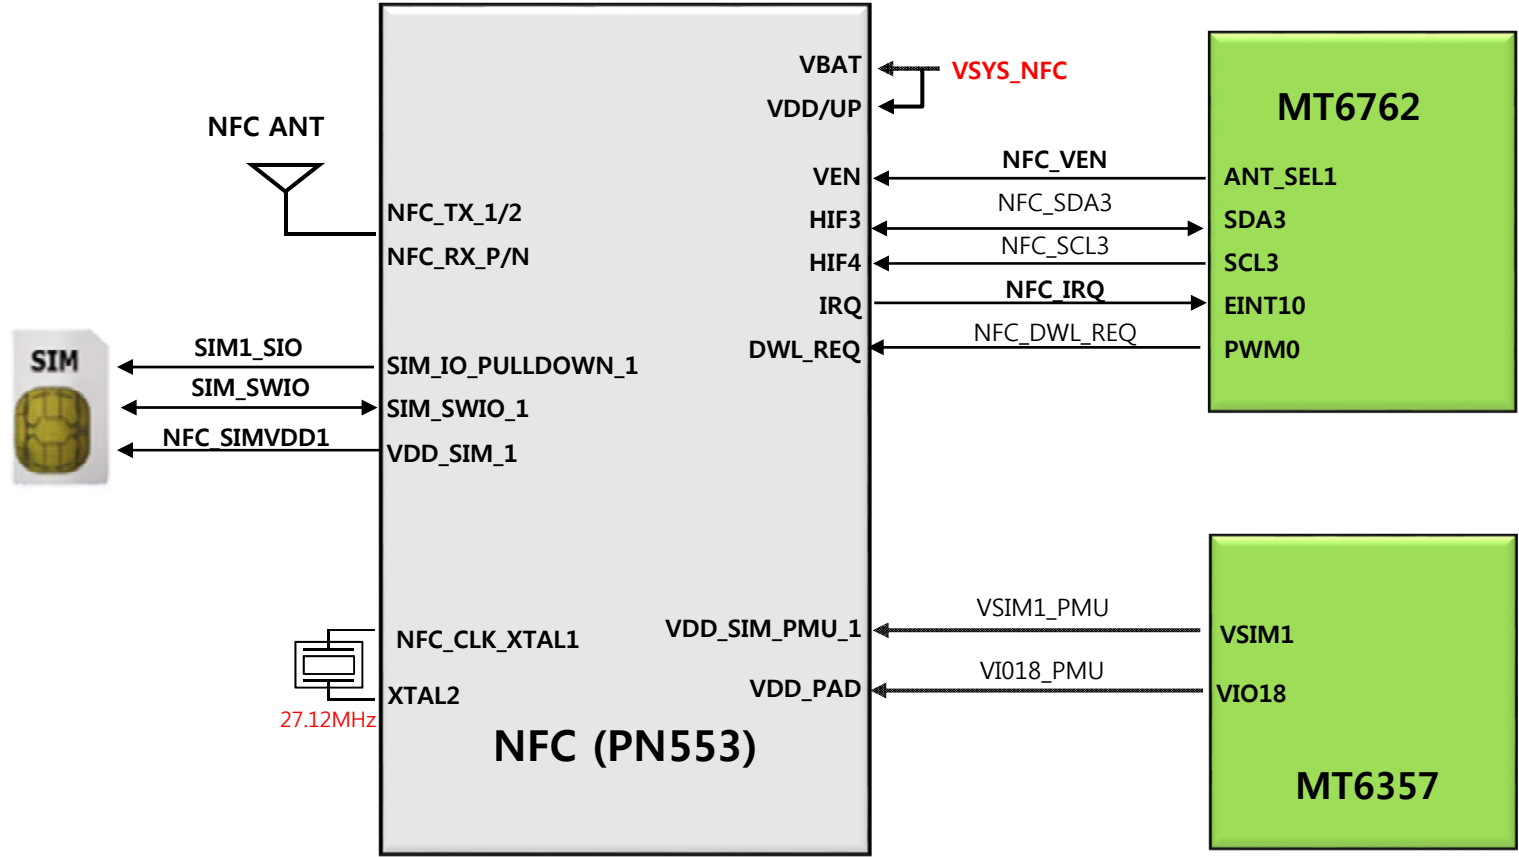 NFC ANT
NFC_TX_1/2
NFC_RX_P/N
SIM
SIM1_SIO
SIM_IO_PULLDOWN_1
SIM_SWIO
SIM_SWIO_1
NFC_SIMVDD1
VDD_SIM_1
NFC_CLK_XTAL1
XTAL2
27.12MHz
NFC (PN553)
VBAT
VSYS_NFC
VDD/UP
VEN
NFC_VEN
ANT_SEL1
HIF3
NFC_SDA3
SDA3
HIF4
NFC_SCL3
SCL3
IRQ
NFC_IRQ
EINT10
DWL_REQ
NFC_DWL_REQ
PWM0
MT6762
VDD_SIM_PMU_1
VSIM1_PMU
VSIM1
VDD_PAD
VI018_PMU
VIO18
MT6357